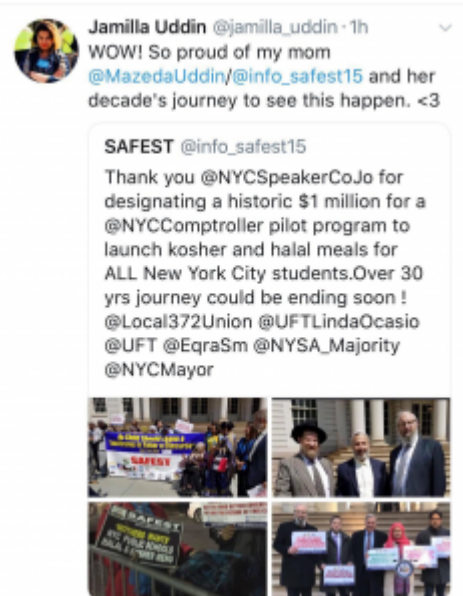 Jamilla Uddin @jamilla_uddin · 1h
WOW! So proud of my mom
@MazedaUddin/@info_safest15 and her
decade's journey to see this happen. <3
SAFEST @info_safest15
Thank you @NYCSpeakerCoJo for
designating a historic $1 million for a
@NYCComptroller pilot program to
launch kosher and halal meals for
ALL New York City students.Over 30
yrs journey could be ending soon !
@Local372Union @UFTLindaOcasio
@UFT @EqraSm @NYSA_Majority
@NYCMayor
SAFEST
SAFEST
NYC PUBLIC SCHOOLS